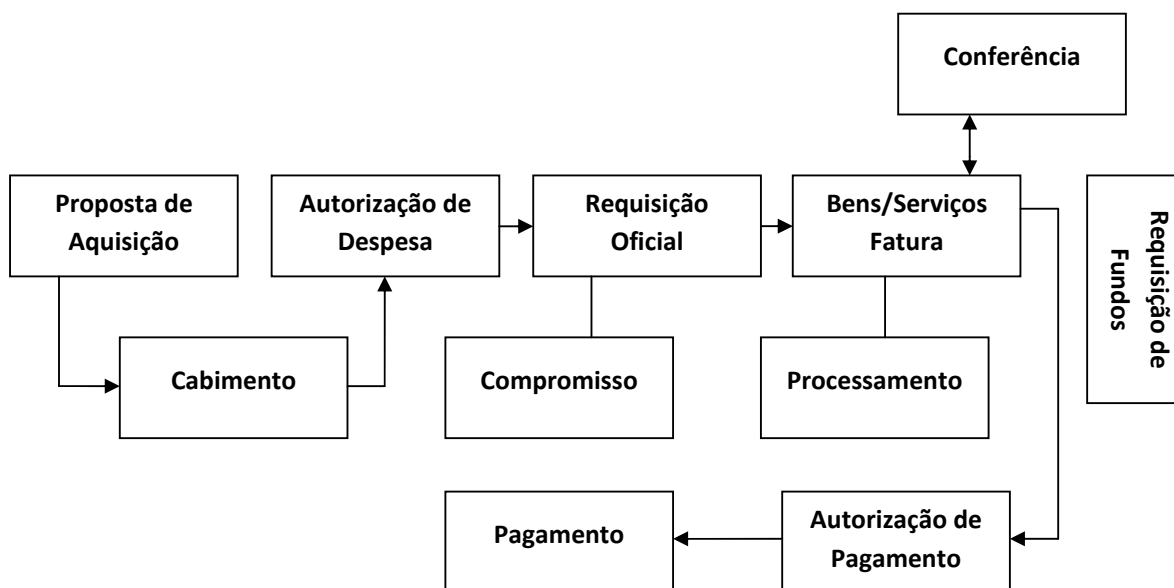 Conferência
Proposta de
Aquisição
Autorização de
Despesa
Requisição
Oficial
Bens/Serviços
Fatura
Requisição de
Fundos
Cabimento
Compromisso
Processamento
Pagamento
Autorização de
Pagamento